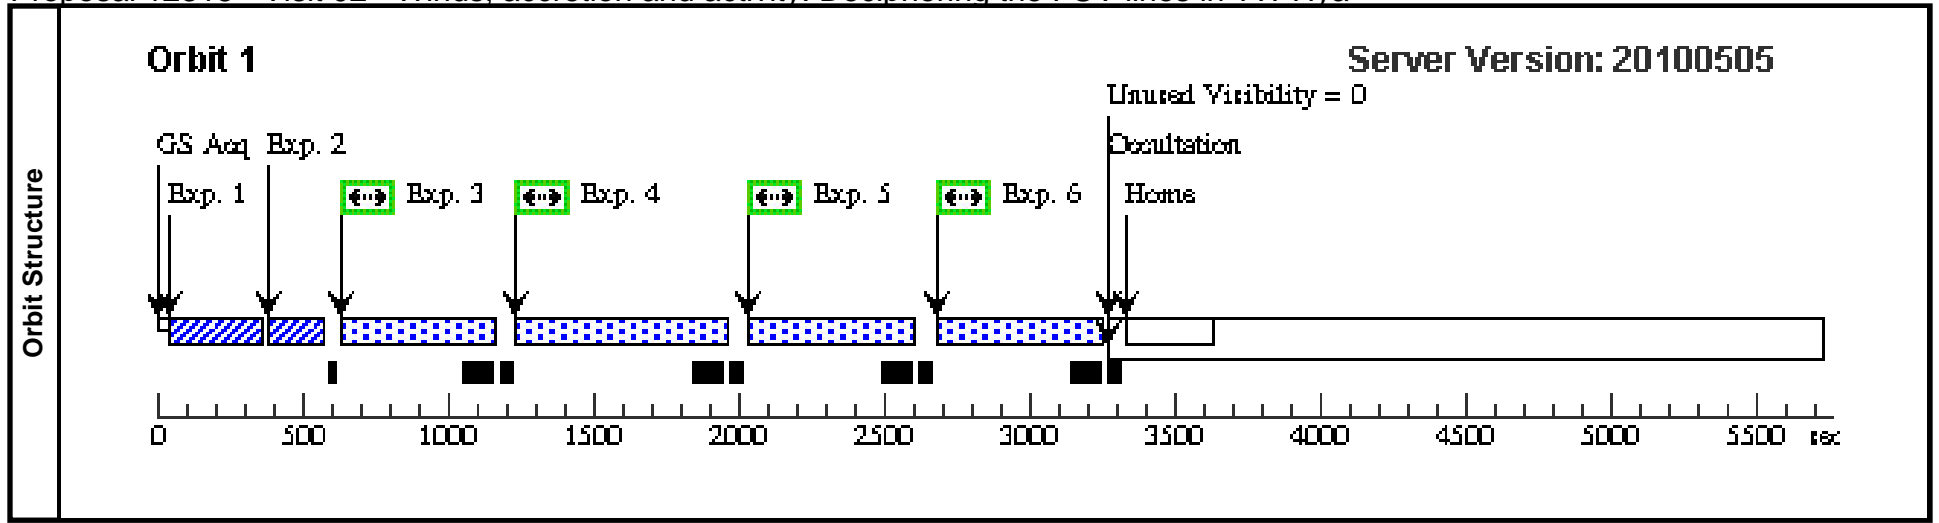 Orbit 1
Server Version: 20100505
Unused Visibility = 0
GS Acq Exp. 2
Occultation
Exp. 1
Exp. 3
Exp. 4
Exp. 5
Exp. 6
Home
Orbit Structure
0 500 1000 1500 2000 2500 3000 3500 4000 4500 5000 5500 sec